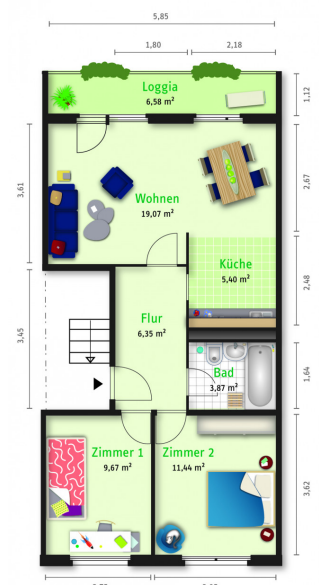 5,85
1,80
2,18
Loggia
6,58 m²
1,12
3,61
Wohnen
19,07 m²
2,67
Küche
5,40 m²
2,48
Flur
6,35 m²
3,45
Bad
3,87 m²
1,64
Zimmer 1
9,67 m²
Zimmer 2
11,44 m²
3,62